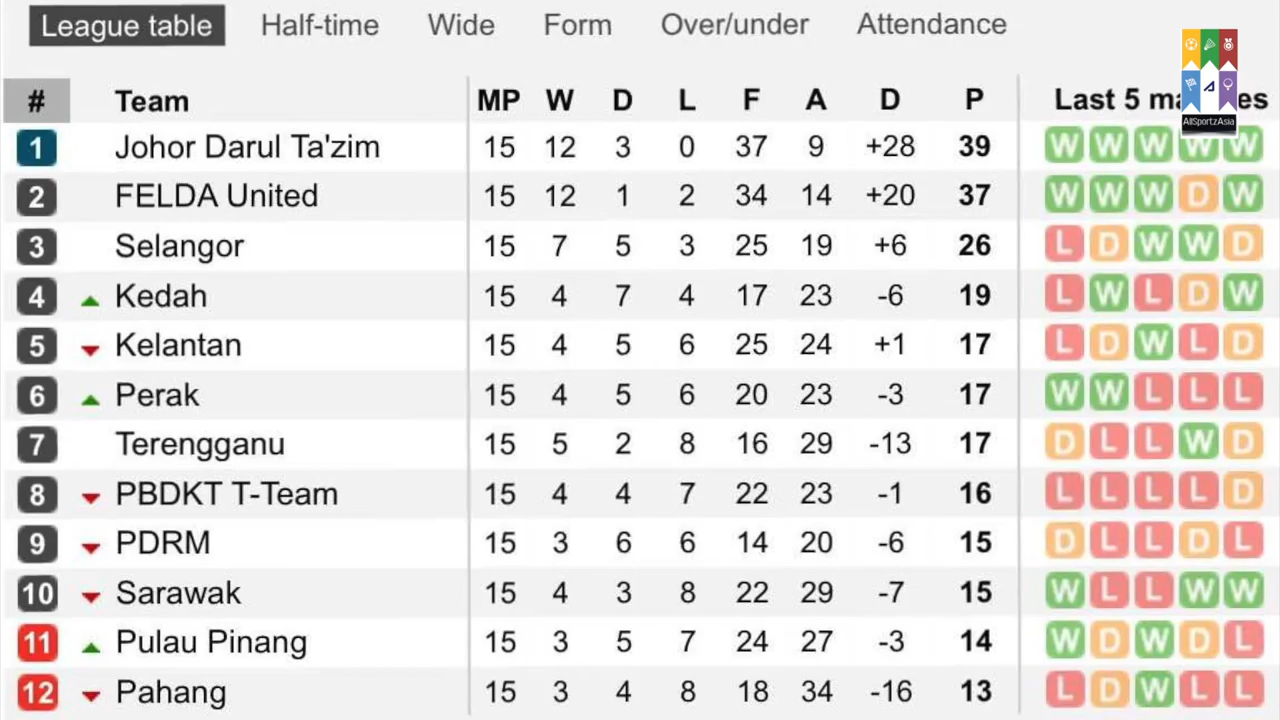 League table Half-time Wide Form Over/under Attendance
# Team MP W D L F A D P Last 5 ma es
AllSportzAsia
1 Johor Darul Ta'zim 15 12 3 0 37 9 +28 39 W W W W W
2 FELDA United 15 12 1 2 34 14 +20 37 W W W D W
3 Selangor 15 7 5 3 25 19 +6 26 L D W W D
4 Kedah 15 4 7 4 17 23 -6 19 L W L D W
5 Kelantan 15 4 5 6 25 24 +1 17 L D W L D
6 Perak 15 4 5 6 20 23 -3 17 W W L L L
7 Terengganu 15 5 2 8 16 29 -13 17 D L L W D
8 PBDKT T-Team 15 4 4 7 22 23 -1 16 L L L L D
9 PDRM 15 3 6 6 14 20 -6 15 D L L D L
10 Sarawak 15 4 3 8 22 29 -7 15 W L L W W
11 Pulau Pinang 15 3 5 7 24 27 -3 14 W D W D L
12 Pahang 15 3 4 8 18 34 -16 13 L D W L L